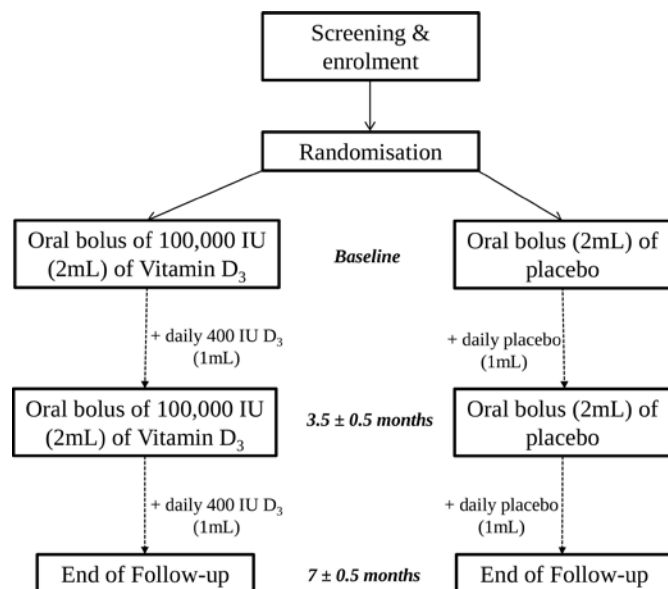 Screening &
enrolment
Randomisation
Oral bolus of 100,000 IU
(2mL) of Vitamin D₃
Baseline
Oral bolus (2mL) of
placebo
+ daily 400 IU D₃
(1mL)
+ daily placebo
(1mL)
Oral bolus of 100,000 IU
(2mL) of Vitamin D₃
3.5 ± 0.5 months
Oral bolus (2mL) of
placebo
+ daily 400 IU D₃
(1mL)
+ daily placebo
(1mL)
End of Follow-up
7 ± 0.5 months
End of Follow-up